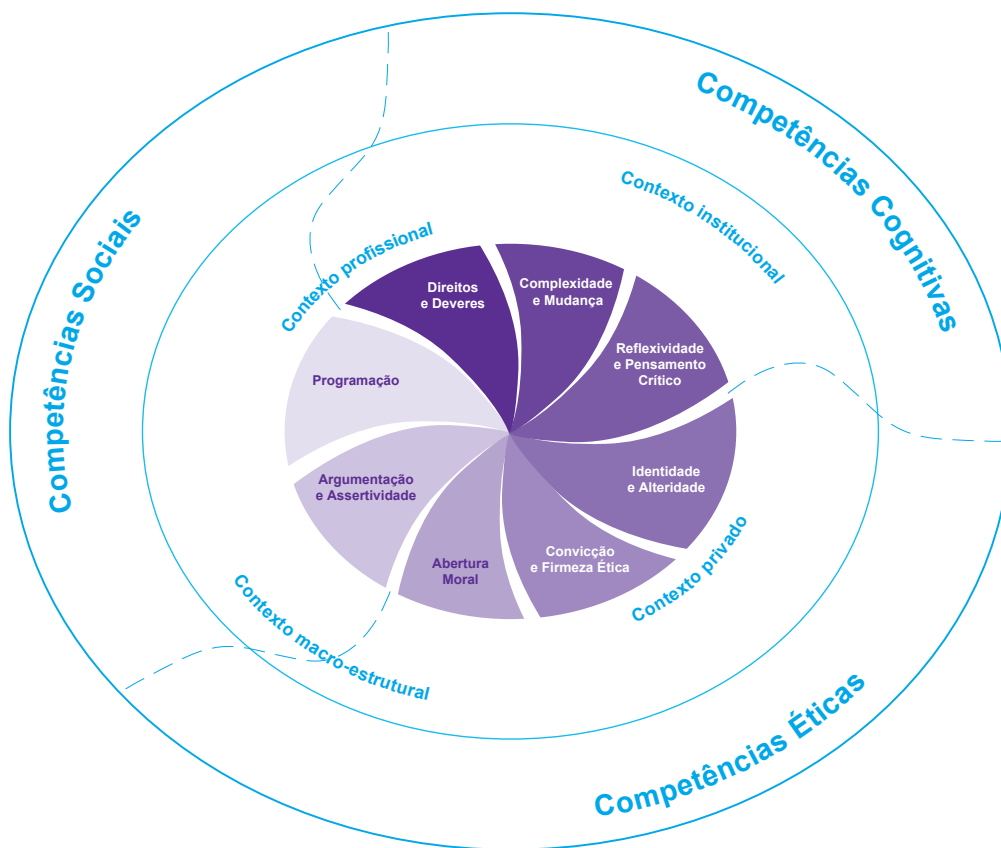 Competências Cognitivas
Competências Sociais
Competências Éticas
Contexto institucional
Contexto profissional
Contexto privado
Contexto macro-estrutural
Direitos
e Deveres
Complexidade
e Mudança
Reflexividade
e Pensamento
Crítico
Identidade
e Alteridade
Convicção
e Firmeza Ética
Abertura
Moral
Argumentação
e Assertividade
Programação